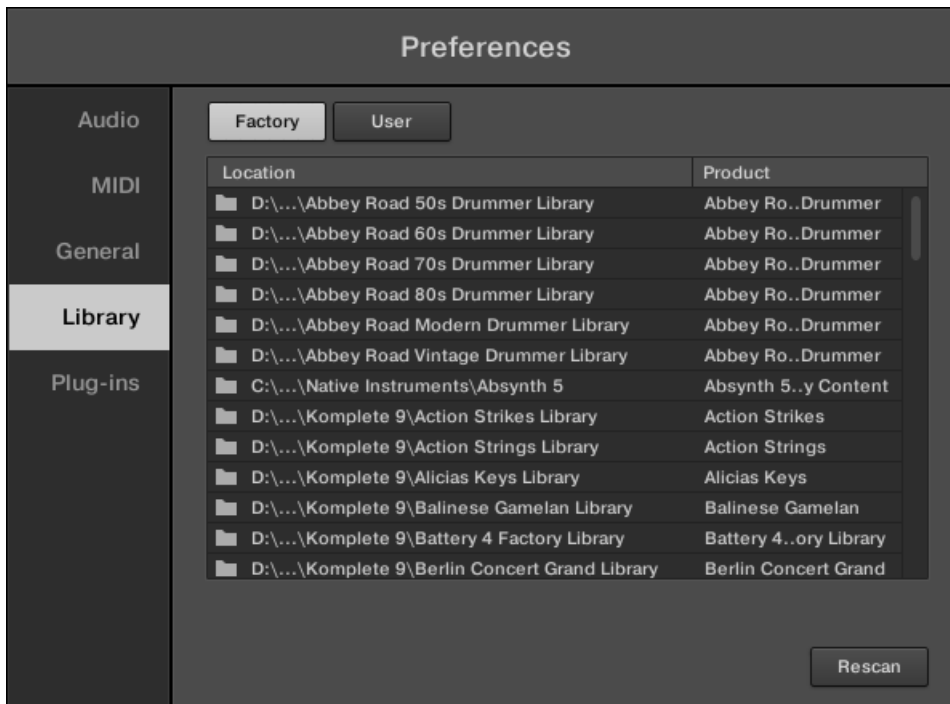 Preferences
Audio
MIDI
General
Library
Plug-ins
Factory User
Location Product
D:\...\Abbey Road 50s Drummer Library Abbey Ro..Drummer
D:\...\Abbey Road 60s Drummer Library Abbey Ro..Drummer
D:\...\Abbey Road 70s Drummer Library Abbey Ro..Drummer
D:\...\Abbey Road 80s Drummer Library Abbey Ro..Drummer
D:\...\Abbey Road Modern Drummer Library Abbey Ro..Drummer
D:\...\Abbey Road Vintage Drummer Library Abbey Ro..Drummer
C:\...\Native Instruments\Absynth 5 Absynth 5..y Content
D:\...\Komplete 9\Action Strikes Library Action Strikes
D:\...\Komplete 9\Action Strings Library Action Strings
D:\...\Komplete 9\Alicias Keys Library Alicias Keys
D:\...\Komplete 9\Balinese Gamelan Library Balinese Gamelan
D:\...\Komplete 9\Battery 4 Factory Library Battery 4..ory Library
D:\...\Komplete 9\Berlin Concert Grand Library Berlin Concert Grand
Rescan